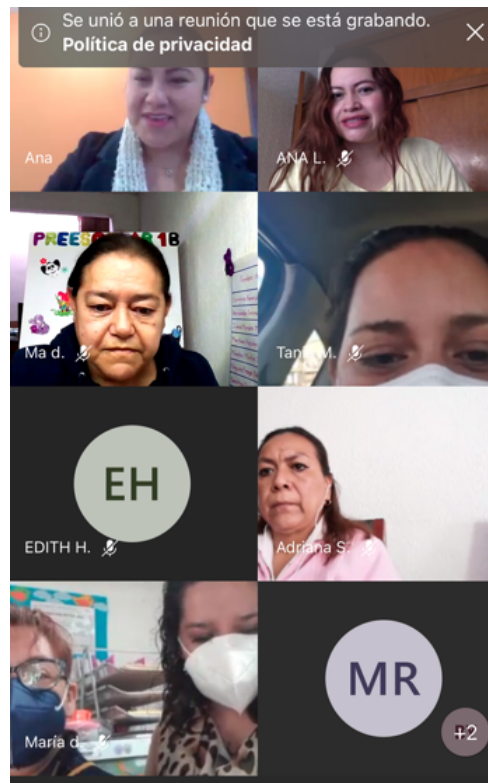 Se unió a una reunión que se está grabando.
Política de privacidad
Ana
ANA L.
PREES 1B
Ma d.
M.
EH
EDITH H.
Adriana S.
María d.
MR
+2